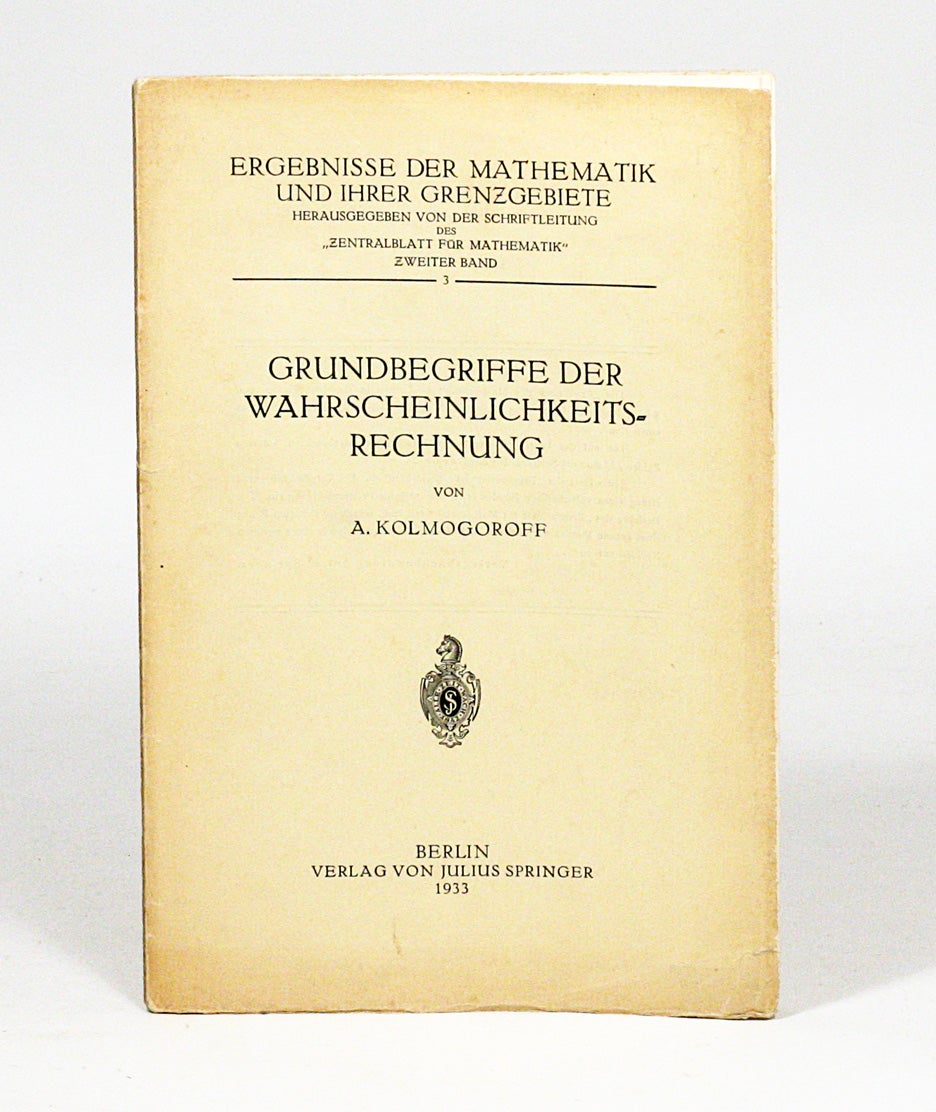 ERGEBNISSE DER MATHEMATIK
UND IHRER GRENZGEBIETE
HERAUSGEGEBEN VON DER SCHRIFTLEITUNG
DES
„ZENTRALBLATT FÜR MATHEMATIK“
ZWEITER BAND
3
GRUNDBEGRIFFE DER
WAHRSCHEINLICHKEITS-
RECHNUNG
VON
A. KOLMOGOROFF
JS
BERLIN
VERLAG VON JULIUS SPRINGER
1933